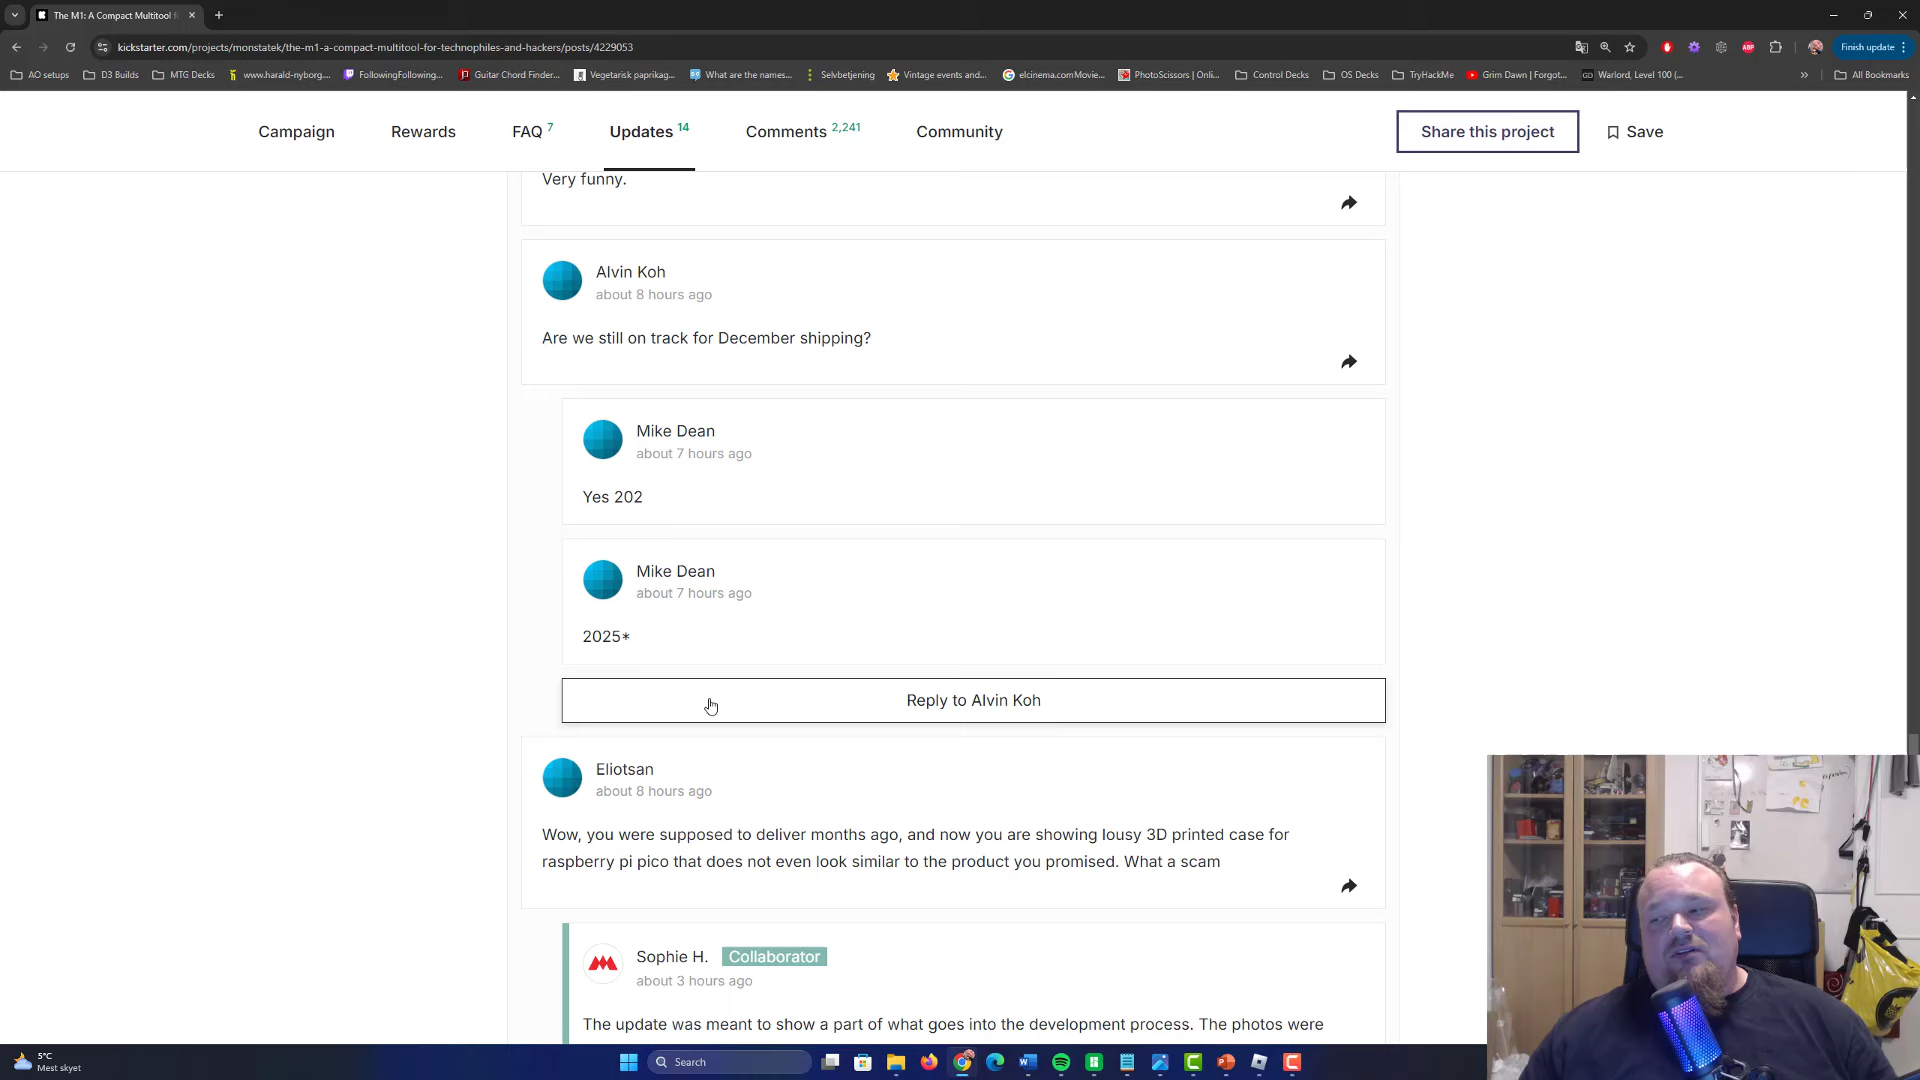 The M1: A Compact Multitool f
kickstarter.com/projects/monstatek/the-m1-a-compact-multitool-for-technophiles-and-hackers/posts/4229053
Finish update
AO setups
D3 Builds
MTG Decks
www.harald-nyborg...
FollowingFollowing...
Guitar Chord Finder...
Vegetarisk paprikag...
What are the names...
Selvbetjening
Vintage events and...
elcinema.comMovie...
PhotoScissors | Onli...
Control Decks
OS Decks
TryHackMe
Grim Dawn | Forgot...
Warlord, Level 100 (...
All Bookmarks
Campaign
Rewards
FAQ 7
Updates 14
Comments 2,241
Community
Share this project
Save
Very funny.
Alvin Koh
about 8 hours ago
Are we still on track for December shipping?
Mike Dean
about 7 hours ago
Yes 202
Mike Dean
about 7 hours ago
2025*
Reply to Alvin Koh
Eliotsan
about 8 hours ago
Wow, you were supposed to deliver months ago, and now you are showing lousy 3D printed case for
raspberry pi pico that does not even look similar to the product you promised. What a scam
Sophie H. Collaborator
about 3 hours ago
The update was meant to show a part of what goes into the development process. The photos were
5°C
Mest skyet
Search